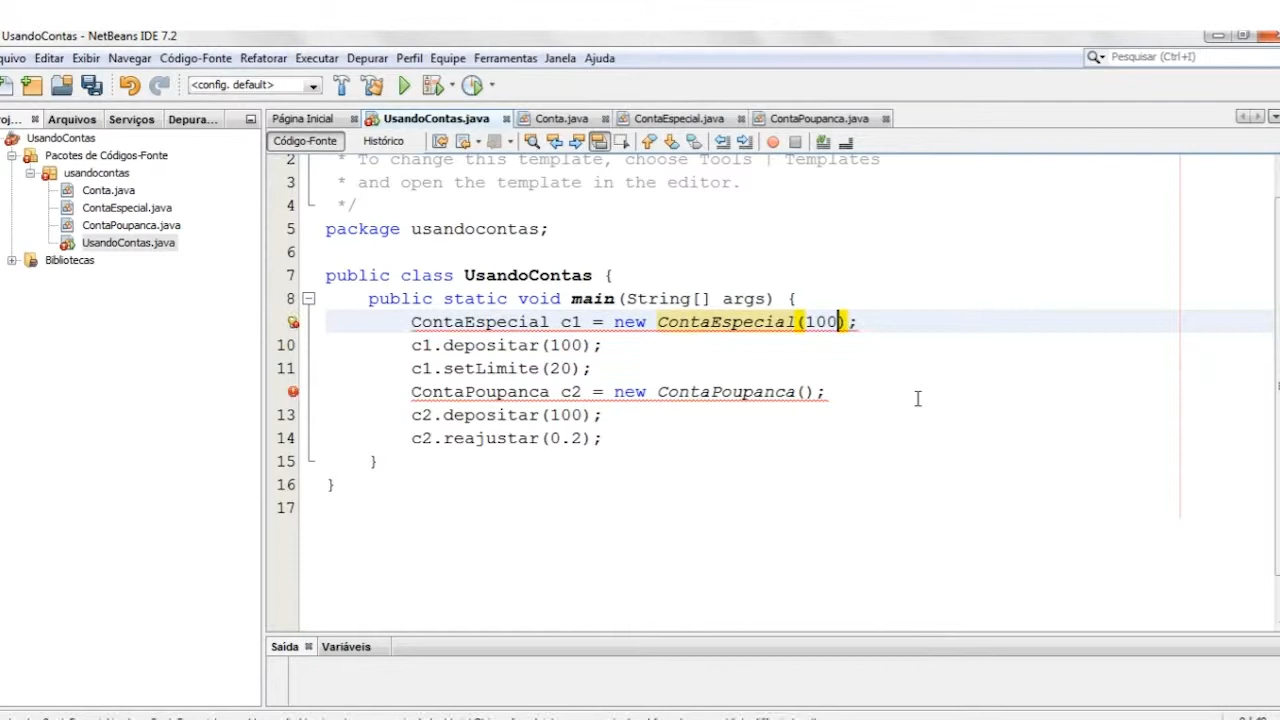 UsandoContas - NetBeans IDE 7.2
quivo Editar Exibir Navegar Código-Fonte Refatorar Executar Depurar Perfil Equipe Ferramentas Janela Ajuda
Pesquisar (Ctrl+I)
<config. default>
roj... Arquivos Serviços Depura...
Página Inicial UsandoContas.java Conta.java ContaEspecial.java ContaPoupanca.java
Código-Fonte Histórico
UsandoContas
Pacotes de Códigos-Fonte
usandocontas
Conta.java
ContaEspecial.java
ContaPoupanca.java
UsandoContas.java
Bibliotecas
2 * To change this template, choose Tools | Templates
3 * and open the template in the editor.
4 */
5 package usandocontas;
6
7 public class UsandoContas {
8 public static void main(String[] args) {
ContaEspecial c1 = new ContaEspecial(100);
10 c1.depositar(100);
11 c1.setLimite(20);
ContaPoupanca c2 = new ContaPoupanca();
13 c2.depositar(100);
14 c2.reajustar(0.2);
15 }
16 }
17
Saída Variáveis